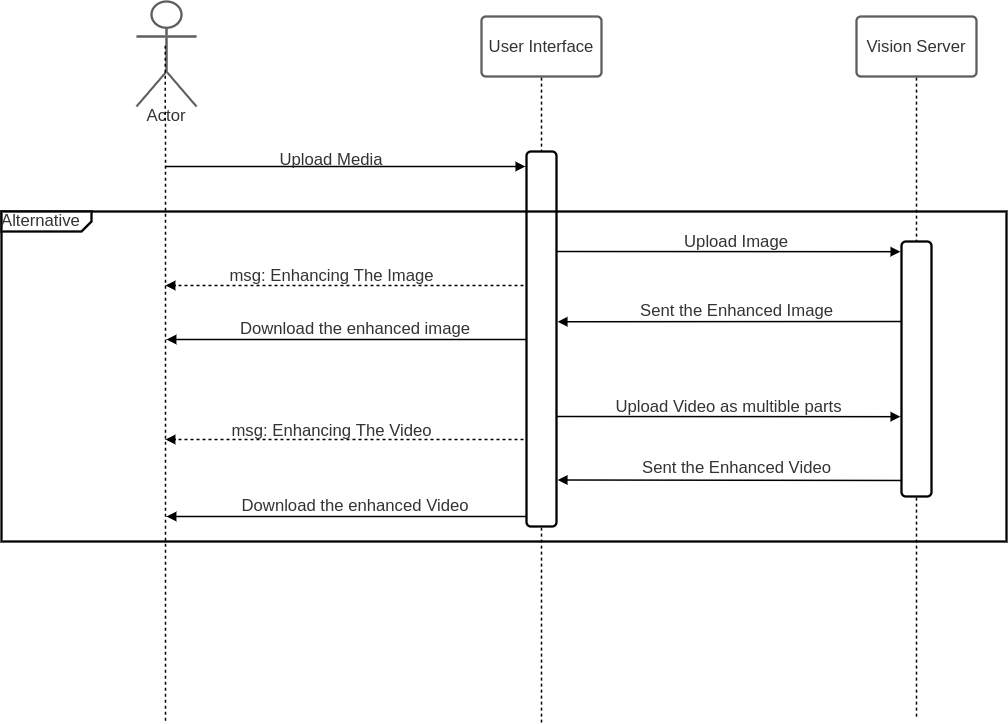 User Interface
Vision Server
Actor
Upload Media
Alternative
Upload Image
msg: Enhancing The Image
Sent the Enhanced Image
Download the enhanced image
Upload Video as multible parts
msg: Enhancing The Video
Sent the Enhanced Video
Download the enhanced Video